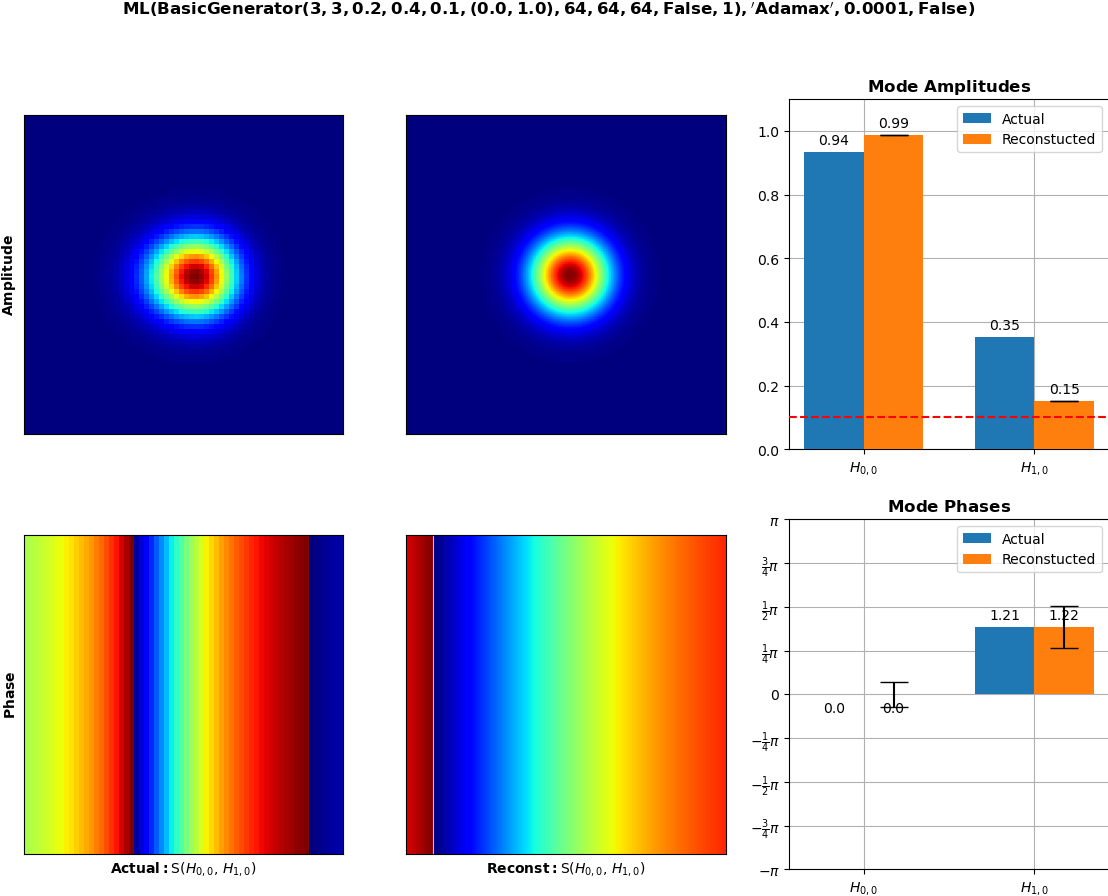 ML(BasicGenerator(3, 3, 0.2, 0.4, 0.1, (0.0, 1.0), 64, 64, 64, False, 1), 'Adamax', 0.0001, False)
Amplitude
Mode Amplitudes
Actual
Reconstucted
1.0
0.8
0.6
0.4
0.2
0.0
0.94
0.99
0.35
0.15
H0, 0
H1, 0
Phase
Actual: S(H0, 0, H1, 0)
Reconst: S(H0, 0, H1, 0)
Mode Phases
Actual
Reconstucted
π
3/4π
1/2π
1/4π
0
−1/4π
−1/2π
−3/4π
−π
0.0
0.0
1.21
1.22
H0, 0
H1, 0